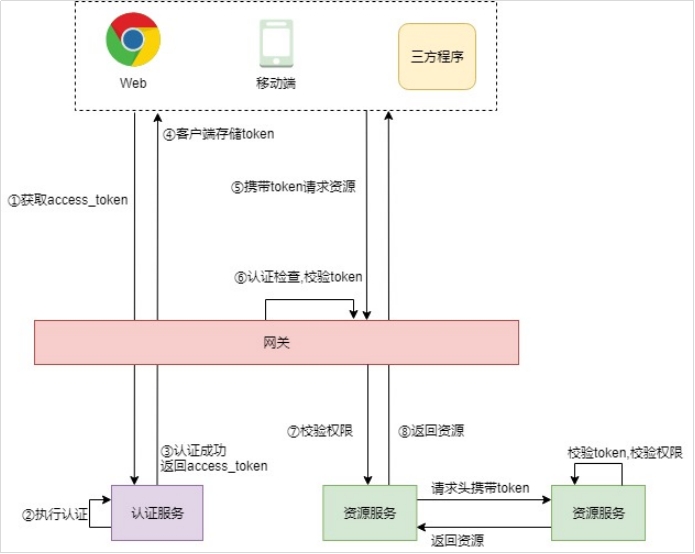 Web
移动端
三方程序
④客户端存储token
⑤携带token请求资源
①获取access_token
⑥认证检查,校验token
网关
⑦校验权限
⑧返回资源
③认证成功
返回access_token
校验token,校验权限
②执行认证
认证服务
资源服务
请求头携带token
返回资源
资源服务